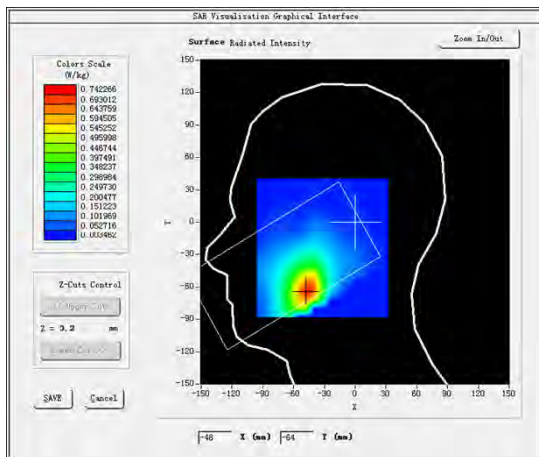 SAR Visualisation Graphical Interface
Surface Radiated Intensity
Zoom In/Out
Colors Scale
(W/kg)
0.742266
0.693012
0.643759
0.594505
0.545252
0.495998
0.446744
0.397491
0.348237
0.298984
0.249730
0.200477
0.151223
0.101969
0.052716
0.003462
150
120
90
60
30
0
-30
-60
-90
-120
-150
Y
-150 -120 -90 -60 -30 0 30 60 90 120 150
X
Z-Cuts Control
Z = 3.2 mm
SAVE Cancel
-48 X (mm) -64 Y (mm)